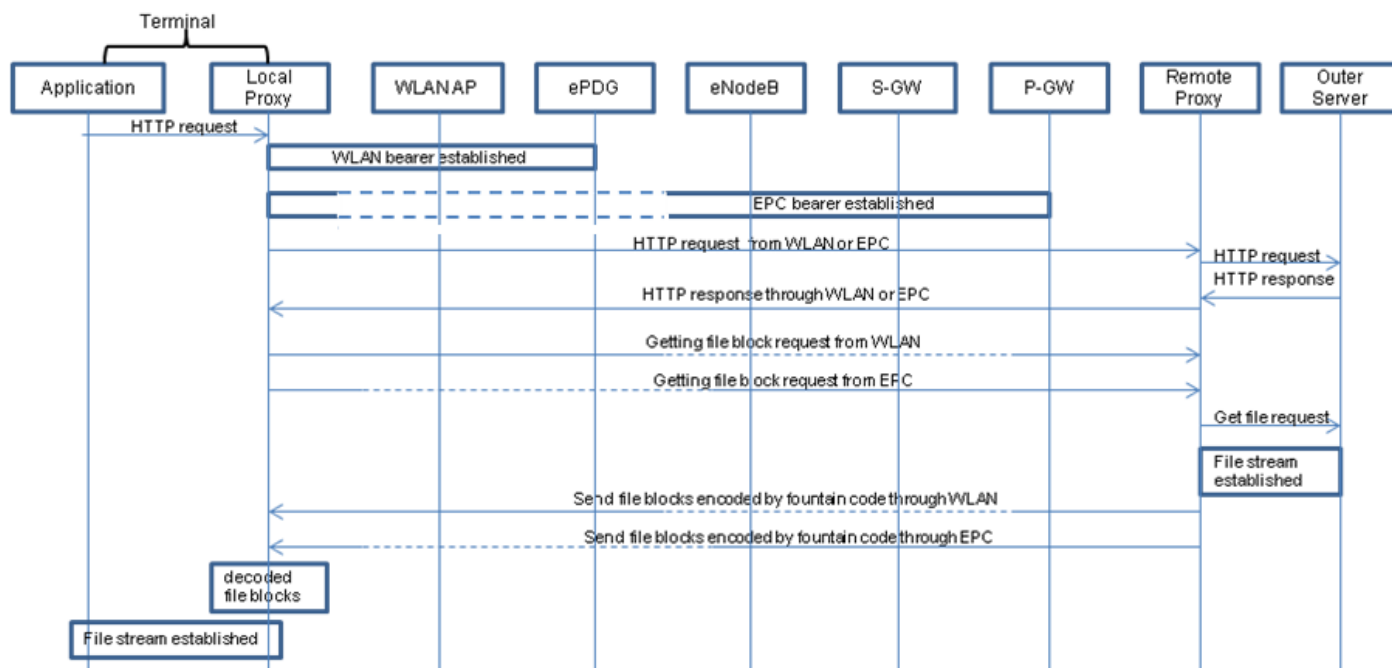 Terminal
Application
Local
Proxy
WLAN AP
ePDG
eNodeB
S-GW
P-GW
Remote
Proxy
Outer
Server
HTTP request
WLAN bearer established
EPC bearer established
HTTP request from WLAN or EPC
HTTP request
HTTP response
HTTP response through WLAN or EPC
Getting file block request from WLAN
Getting file block request from EPC
Get file request
File stream
established
Send file blocks encoded by fountain code through WLAN
Send file blocks encoded by fountain code through EPC
decoded
file blocks
File stream established